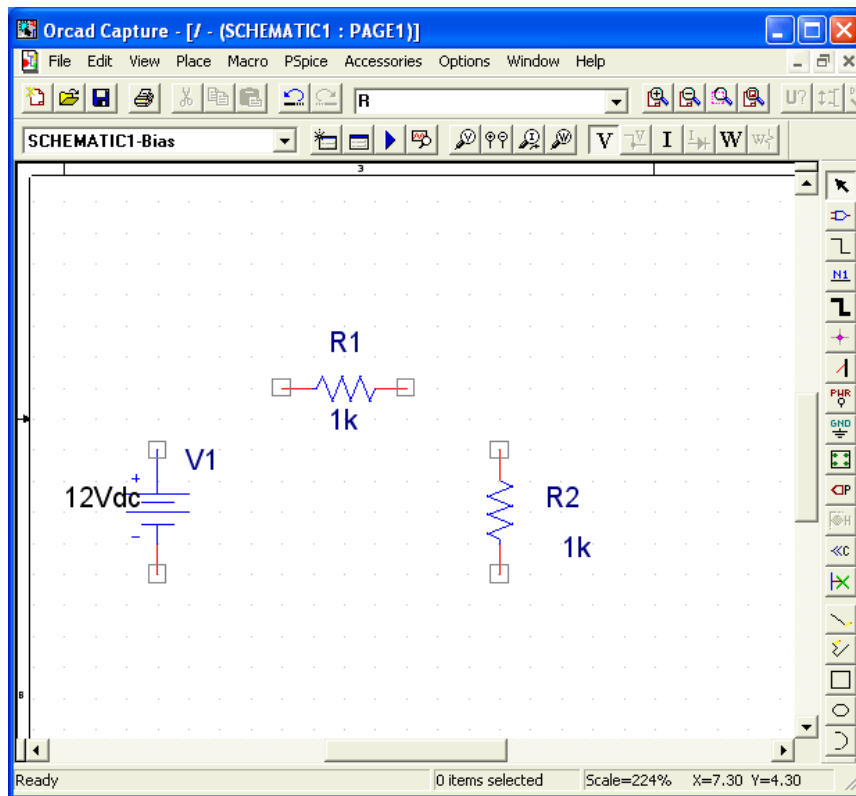 Orcad Capture - [/ - (SCHEMATIC1 : PAGE1)]
File Edit View Place Macro PSpice Accessories Options Window Help
R
U?
SCHEMATIC1-Bias
V I W
3
N1
R1
PWR
1k
GND
V1
+
12Vdc
R2
P
-
1k
H
<<C
B
Ready 0 items selected Scale=224% X=7.30 Y=4.30